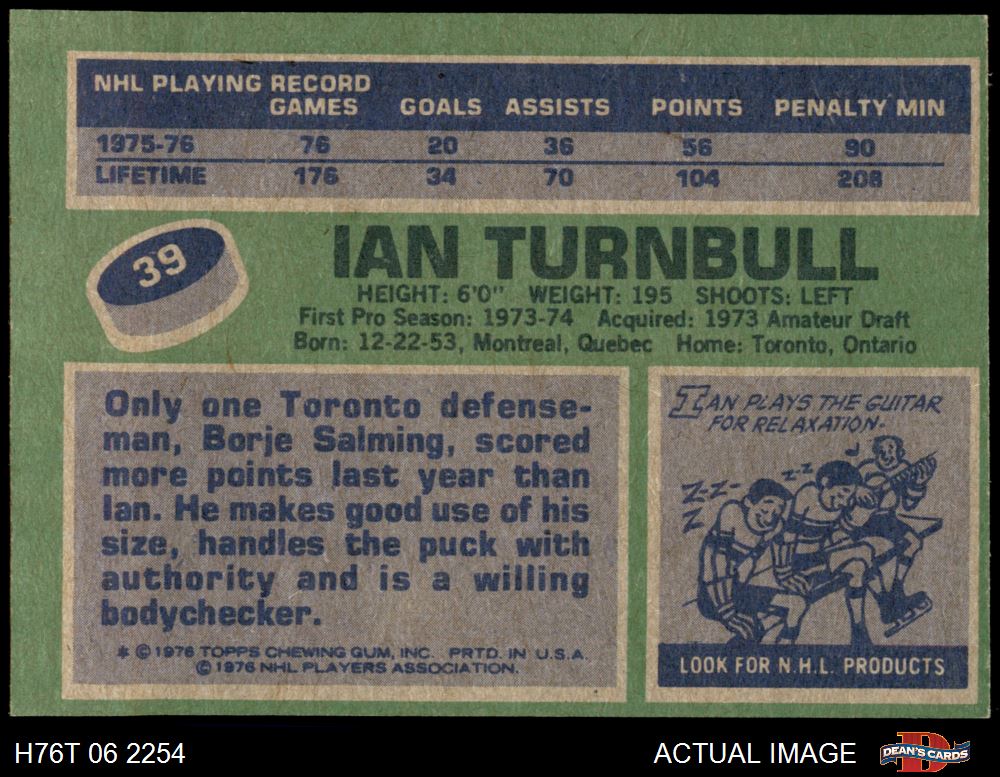 NHL PLAYING RECORD
GAMES GOALS ASSISTS POINTS PENALTY MIN
1975-76 76 20 36 56 90
LIFETIME 176 34 70 104 208
39
IAN TURNBULL
HEIGHT: 6'0" WEIGHT: 195 SHOOTS: LEFT
First Pro Season: 1973-74 Acquired: 1973 Amateur Draft
Born: 12-22-53, Montreal, Quebec Home: Toronto, Ontario
Only one Toronto defense-
man, Borje Salming, scored
more points last year than
Ian. He makes good use of his
size, handles the puck with
authority and is a willing
bodychecker.
* © 1976 TOPPS CHEWING GUM, INC. PRTD. IN U.S.A.
© 1976 NHL PLAYERS ASSOCIATION.
IAN PLAYS THE GUITAR
FOR RELAXATION-
Z-Z-
Z
Z-Z
LOOK FOR N.H.L. PRODUCTS
H76T 06 2254
ACTUAL IMAGE
D
DEAN'S CARDS